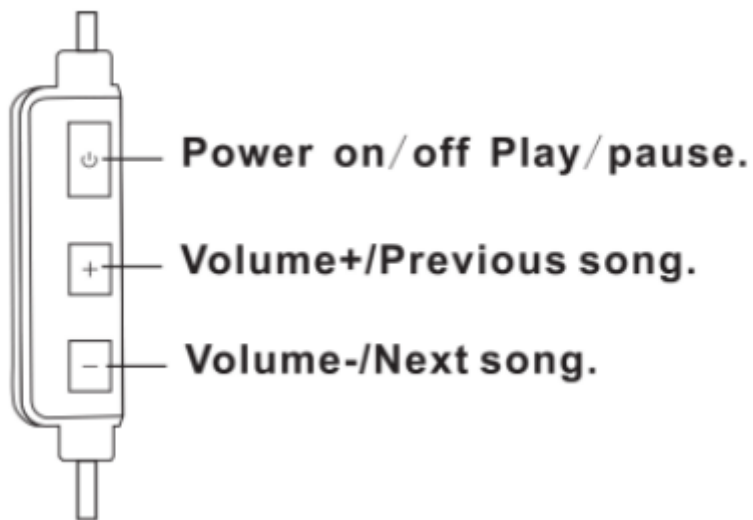 Power on/off Play/pause.
+ Volume+/Previous song.
- Volume-/Next song.